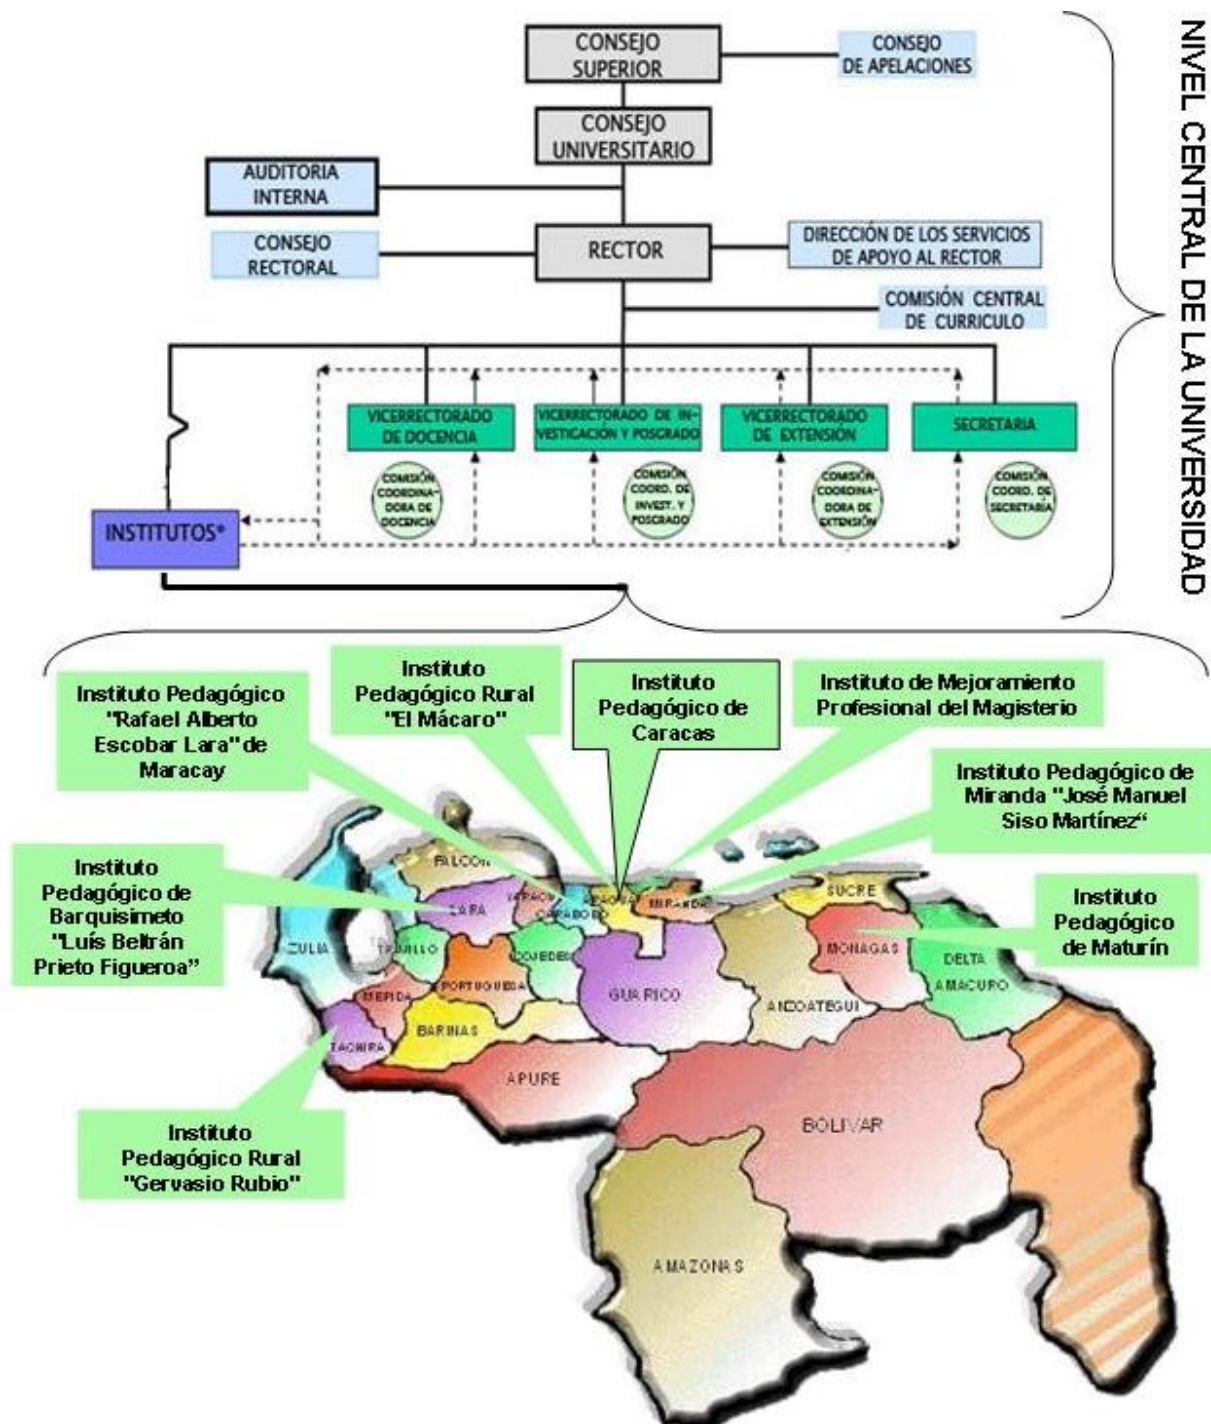 CONSEJO
SUPERIOR
CONSEJO
DE APELACIONES
CONSEJO
UNIVERSITARIO
AUDITORIA
INTERNA
CONSEJO
RECTORAL
RECTOR
DIRECCIÓN DE LOS SERVICIOS
DE APOYO AL RECTOR
COMISIÓN CENTRAL
DE CURRICULO
VICERRECTORADO
DE DOCENCIA
VICERRECTORADO DE IN-
VESTIGACIÓN Y POSGRADO
VICERRECTORADO
DE EXTENSIÓN
SECRETARIA
COMISIÓN
COORDINA-
DORA DE
DOCENCIA
COMISIÓN
COORD. DE
INVEST. Y
POSGRADO
COMISIÓN
COORDINA-
DORA DE
EXTENSIÓN
COMISIÓN
COORD. DE
SECRETARÍA
INSTITUTOS*
NIVEL CENTRAL DE LA UNIVERSIDAD
Instituto Pedagógico
"Rafael Alberto
Escobar Lara" de
Maracay
Instituto
Pedagógico Rural
"El Mácaro"
Instituto
Pedagógico de
Caracas
Instituto de Mejoramiento
Profesional del Magisterio
Instituto Pedagógico de
Miranda "José Manuel
Siso Martínez“
Instituto
Pedagógico de
Barquisimeto
"Luís Beltrán
Prieto Figueroa”
Instituto
Pedagógico
de Maturín
Instituto
Pedagógico Rural
"Gervasio Rubio"
FALCON
LARA
CARABOBO
MIRANDA
SUCRE
ZULIA
COJEDES
MONAGAS
DELTA
AMACURO
MERIDA
PORTUGUESA
GUARICO
ANZOATEGUI
TACHIRA
BARINAS
APURE
BOLIVAR
AMAZONAS